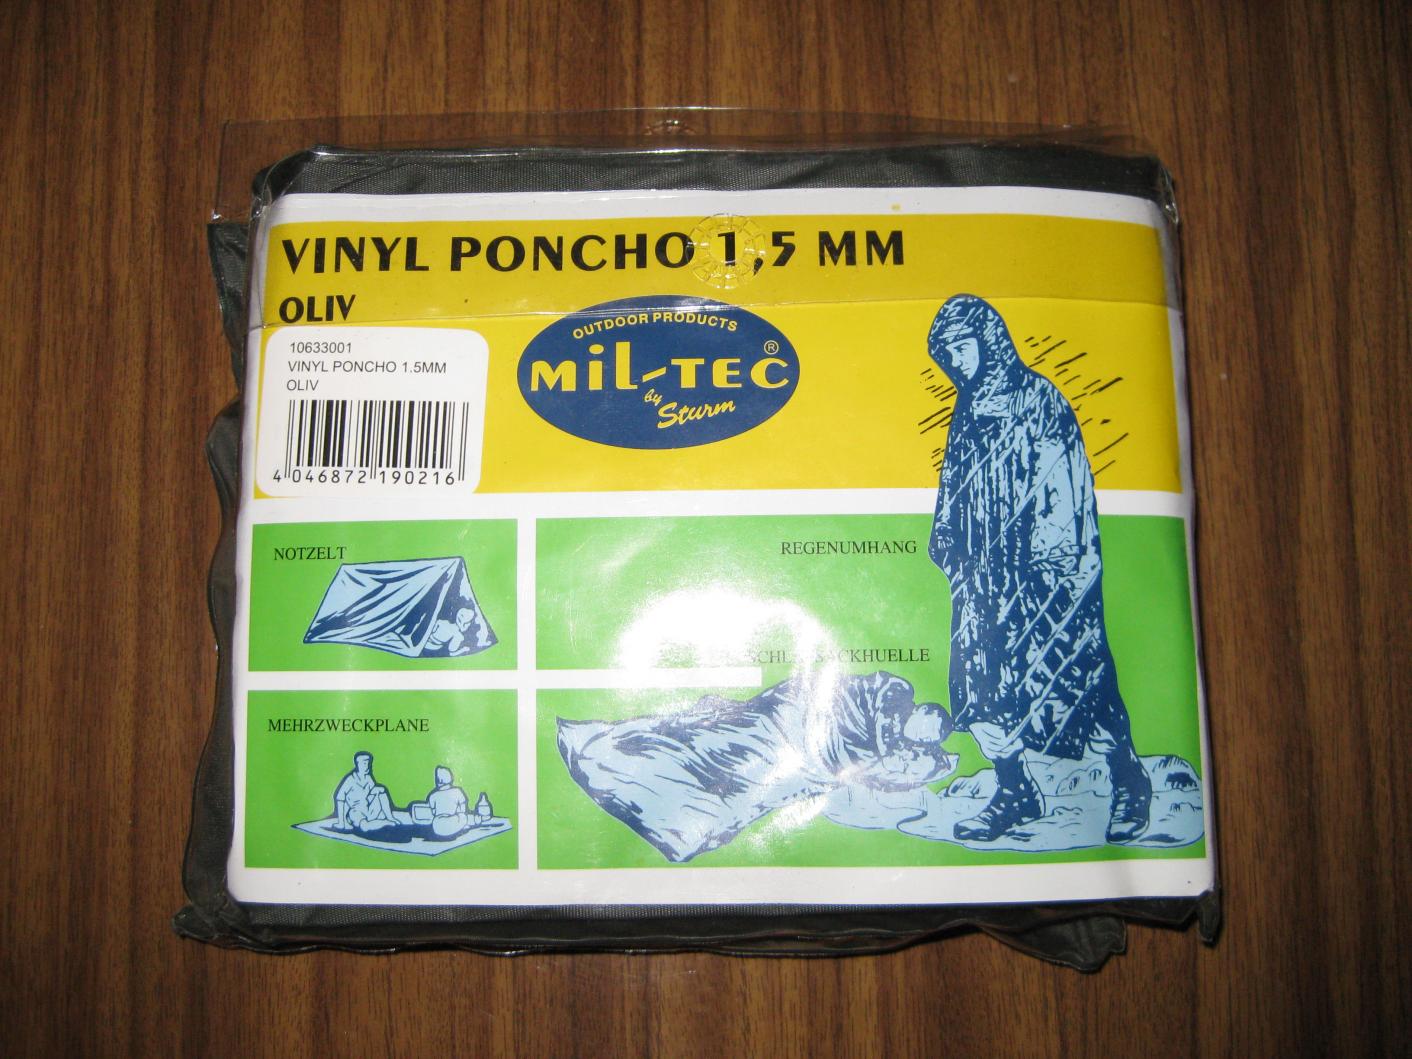 VINYL PONCHO 1,5 MM
OLIV
OUTDOOR PRODUCTS
MIL-TEC ®
by
Sturm
10633001
VINYL PONCHO 1.5MM
OLIV
4 046872 190216
NOTZELT
REGENUMHANG
MEHRZWECKPLANE